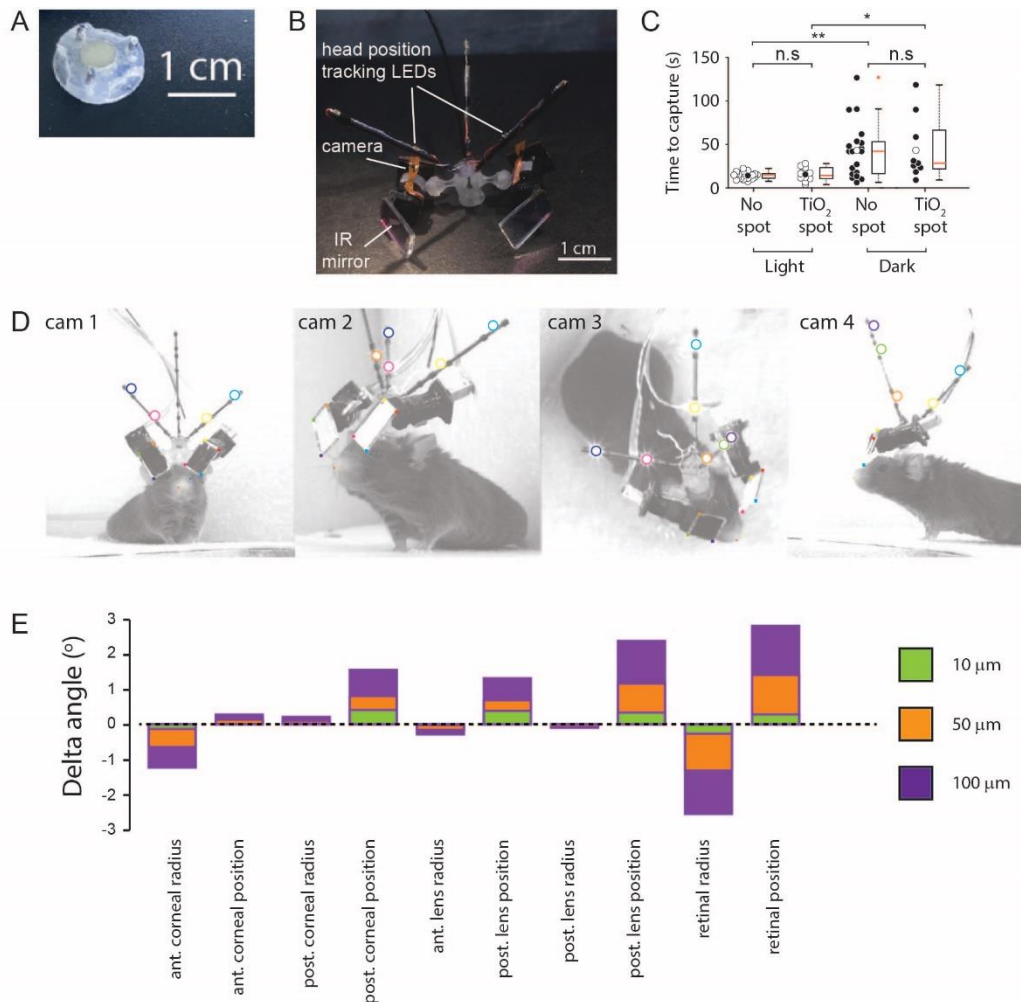 A
1 cm
B
head position
tracking LEDs
camera
IR
mirror
1 cm
C
*
**
n.s
n.s
Time to capture (s)
150
100
50
0
No
spot
TiO₂
spot
No
spot
TiO₂
spot
Light
Dark
D
cam 1
cam 2
cam 3
cam 4
E
Delta angle (º)
3
2
1
0
-1
-2
-3
ant. corneal radius
ant. corneal position
post. corneal radius
post. corneal position
ant. lens radius
post. lens position
post. lens radius
post. lens position
retinal radius
retinal position
10 µm
50 µm
100 µm